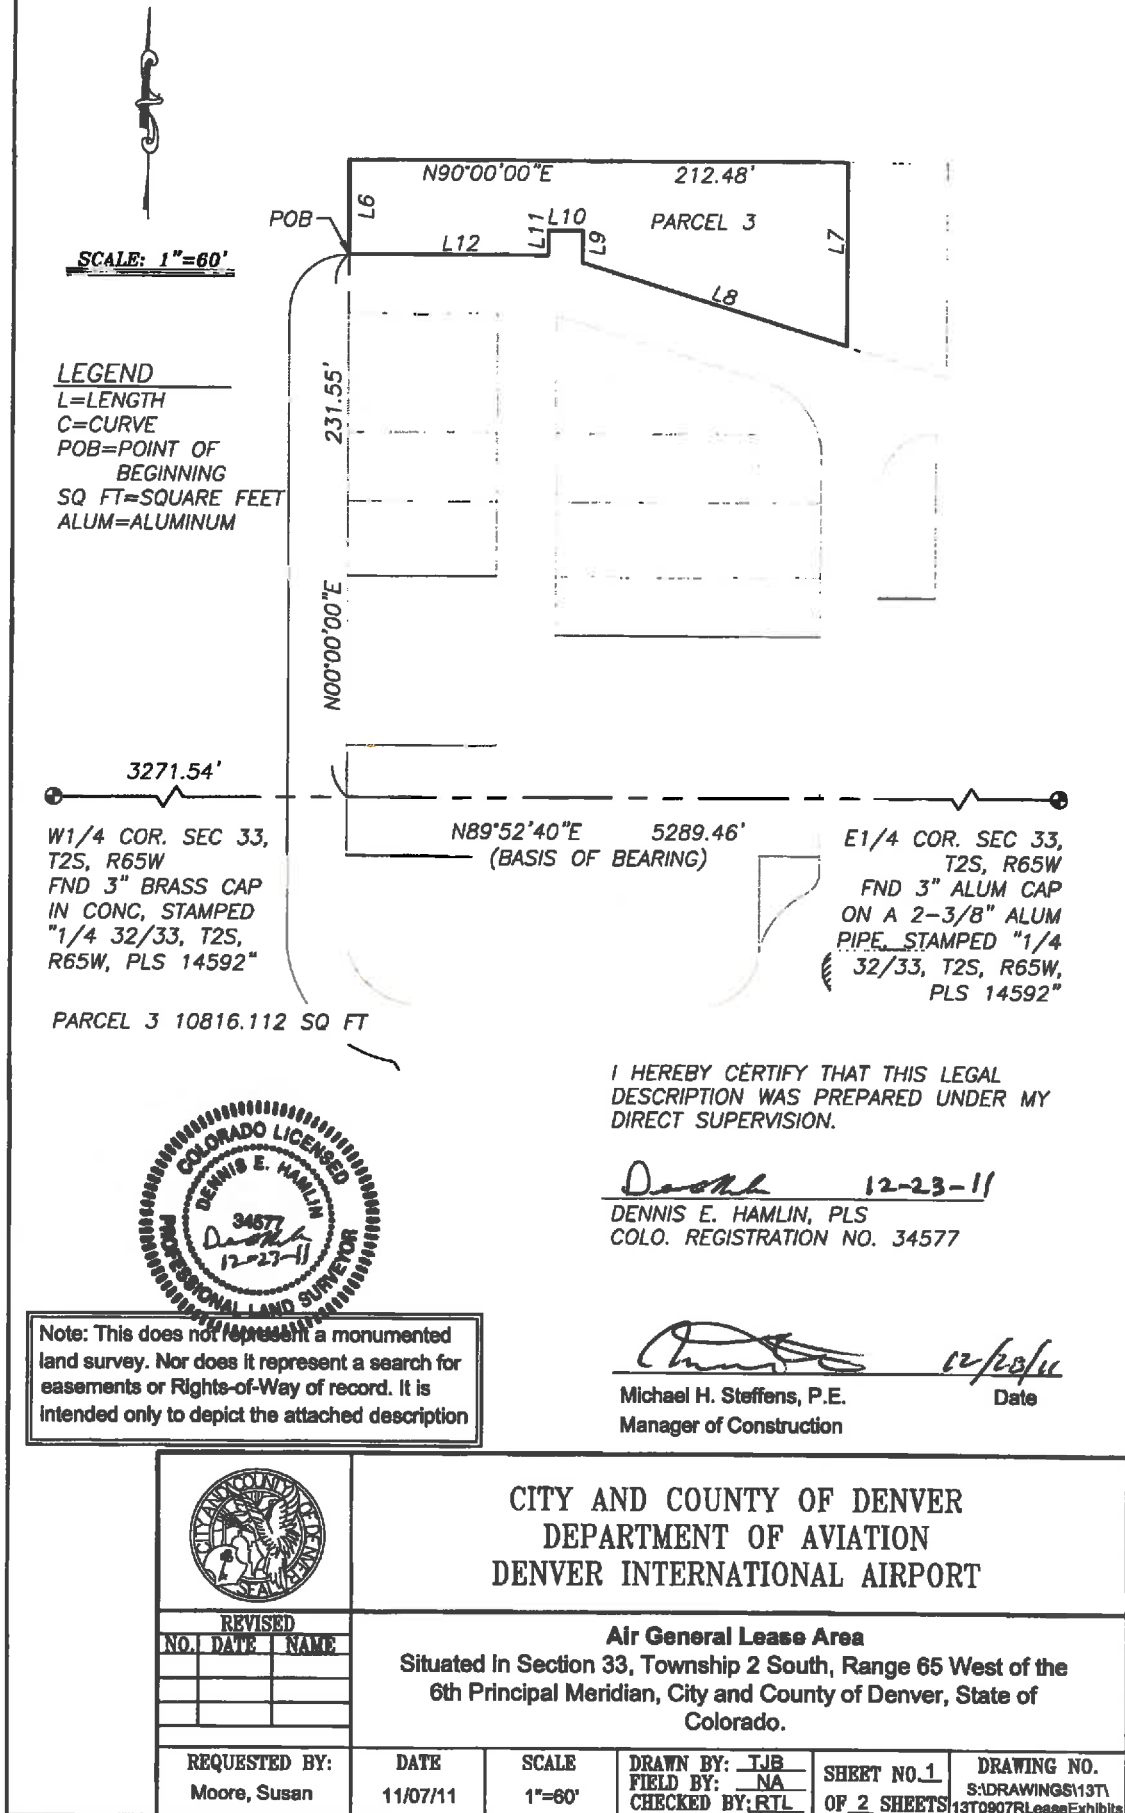 N90°00'00"E 212.48'
L6
POB
L11
L10
L9
PARCEL 3
L7
L12
L8
SCALE: 1"=60'
LEGEND
L=LENGTH
C=CURVE
POB=POINT OF
BEGINNING
SQ FT=SQUARE FEET
ALUM=ALUMINUM
231.55'
N00°00'00"E
3271.54'
W1/4 COR. SEC 33,
T2S, R65W
FND 3" BRASS CAP
IN CONC, STAMPED
"1/4 32/33, T2S,
R65W, PLS 14592"
N89°52'40"E 5289.46'
(BASIS OF BEARING)
E1/4 COR. SEC 33,
T2S, R65W
FND 3" ALUM CAP
ON A 2-3/8" ALUM
PIPE, STAMPED "1/4
32/33, T2S, R65W,
PLS 14592"
PARCEL 3 10816.112 SQ FT
I HEREBY CERTIFY THAT THIS LEGAL
DESCRIPTION WAS PREPARED UNDER MY
DIRECT SUPERVISION.
COLORADO LICENSED
DENNIS E. HAMLIN
34577
12-23-11
PROFESSIONAL LAND SURVEYOR
12-23-11
DENNIS E. HAMLIN, PLS
COLO. REGISTRATION NO. 34577
Note: This does not represent a monumented
land survey. Nor does it represent a search for
easements or Rights-of-Way of record. It is
intended only to depict the attached description
12/28/11
Michael H. Steffens, P.E. Date
Manager of Construction
CITY AND COUNTY OF DENVER
SEAL
CITY AND COUNTY OF DENVER
DEPARTMENT OF AVIATION
DENVER INTERNATIONAL AIRPORT
REVISED
NO. DATE NAME
Air General Lease Area
Situated in Section 33, Township 2 South, Range 65 West of the
6th Principal Meridian, City and County of Denver, State of
Colorado.
REQUESTED BY:
Moore, Susan
DATE
11/07/11
SCALE
1"=60'
DRAWN BY: TJB
FIELD BY: NA
CHECKED BY: RTL
SHEET NO. 1
OF 2 SHEETS
DRAWING NO.
S:\DRAWINGS\13T\
13T0907RLeaseExhibits